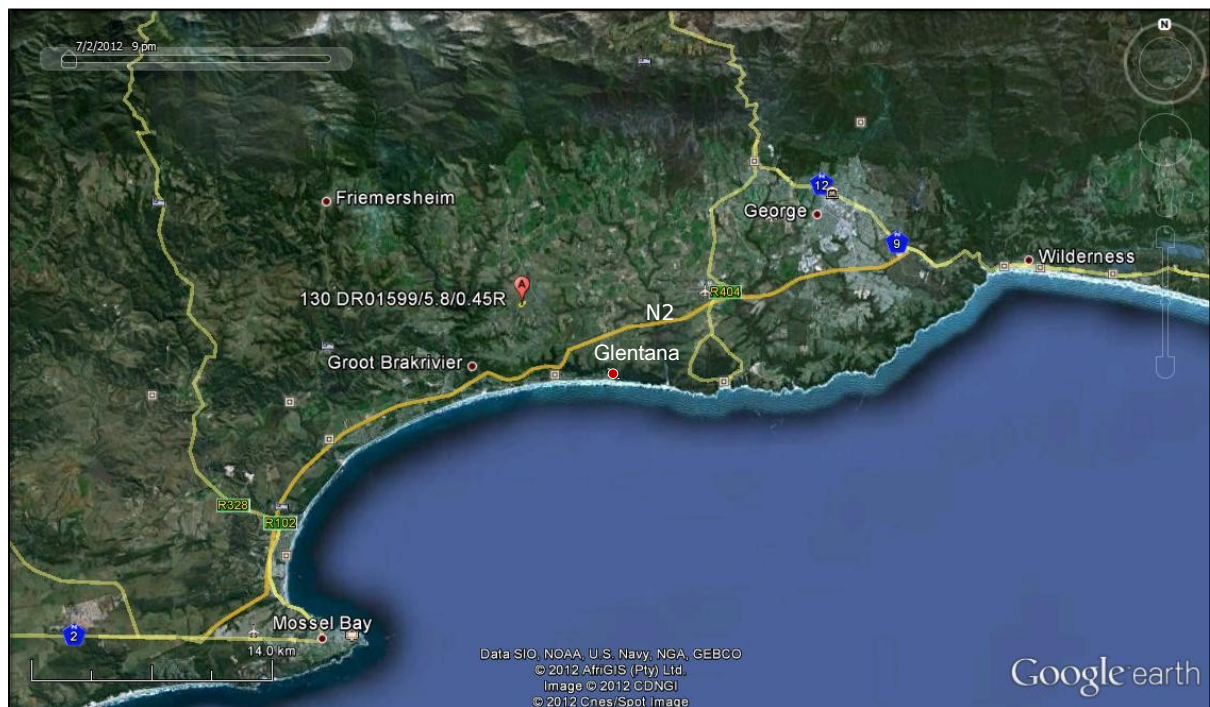 7/2/2012 9 pm
N
Friemersheim
N
12
George
N
9
Wilderness
130 DR01599/5.8/0.45R
A
R404
N2
Glentana
Groot Brakrivier
R328
R102
Mossel Bay
N
2
14.0 km
Data SIO, NOAA, U.S. Navy, NGA, GEBCO
© 2012 AfriGIS (Pty) Ltd.
Image © 2012 CDNGI
© 2012 Cnes/Spot Image
Google earth